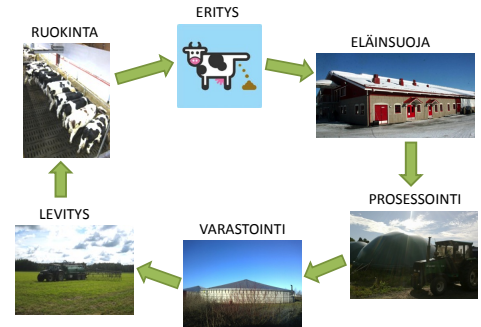 ERITYS
RUOKINTA
ELÄINSUOJA
PROSESSOINTI
VARASTOINTI
LEVITYS